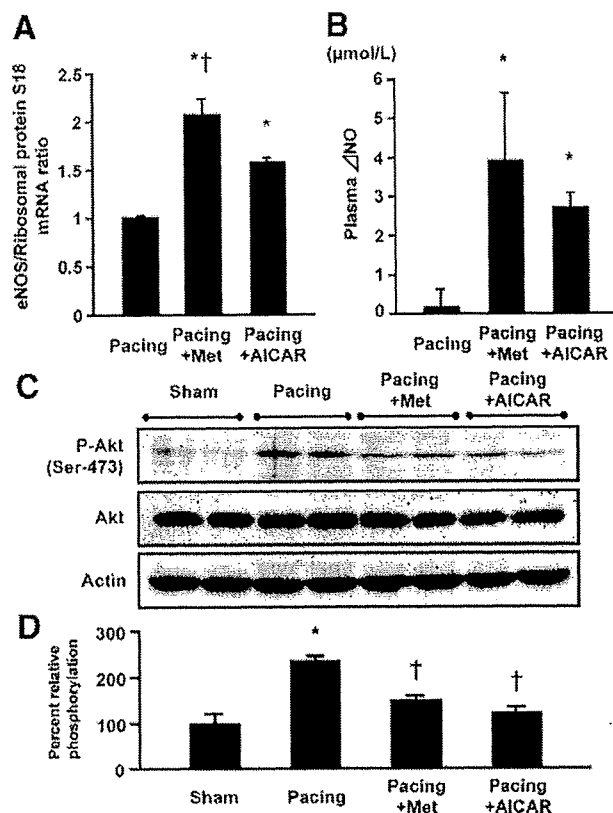 A
eNOS/Ribosomal protein S18
mRNA ratio
2.5
2
1.5
1
0.5
*†
*
Pacing
Pacing
+Met
Pacing
+AICAR
B
(μmol/L)
Plasma ⊿NO
6
5
4
3
2
1
0
*
*
Pacing
Pacing
+Met
Pacing
+AICAR
C
Sham
Pacing
Pacing
+Met
Pacing
+AICAR
P-Akt
(Ser-473)
Akt
Actin
D
Percent relative
phosphorylation
300
200
100
0
*
†
†
Sham
Pacing
Pacing
+Met
Pacing
+AICAR